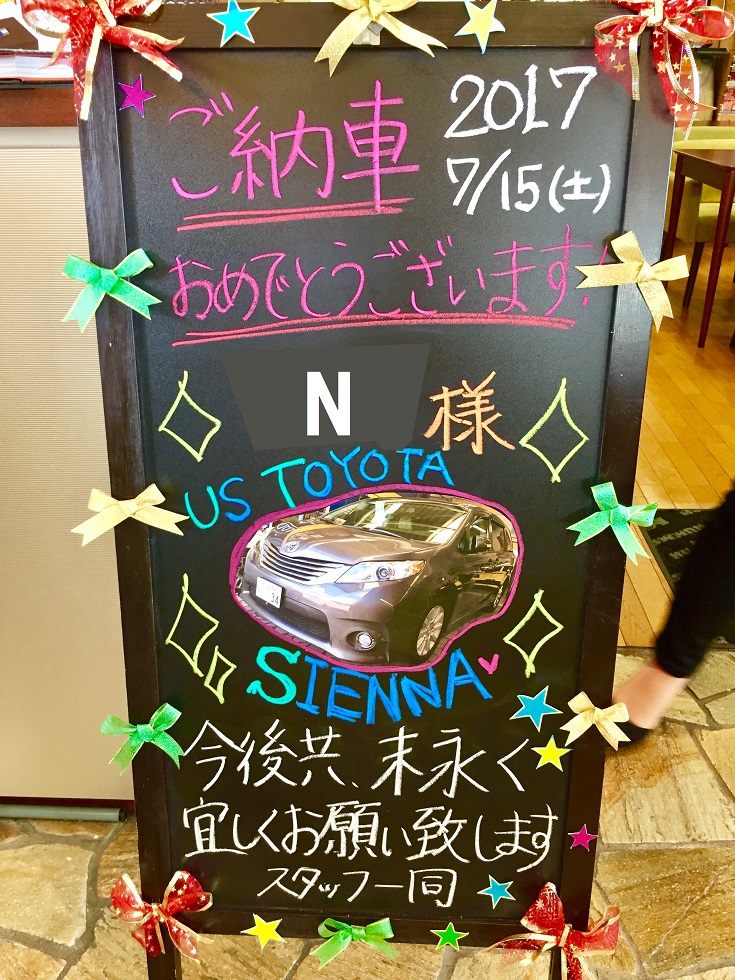 ご納車
2017
7/15(土)
おめでとうございます!
N様
US TOYOTA
34
SIENNA
今後共、末永く
宜しくお願い致します
スタッフ一同